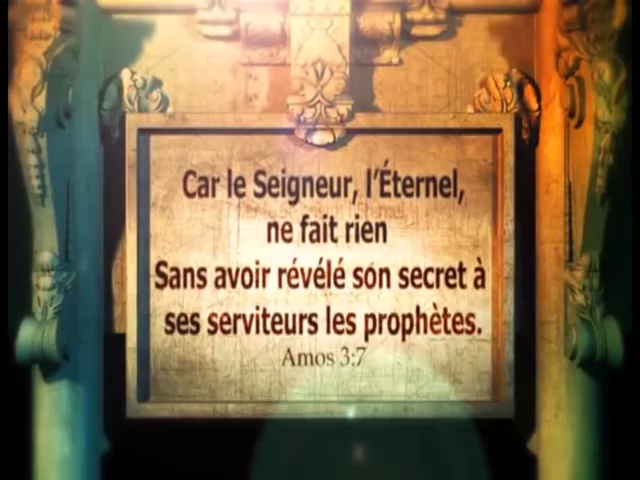 Car le Seigneur, l'Éternel,
ne fait rien
Sans avoir révélé son secret à
ses serviteurs les prophètes.
Amos 3:7